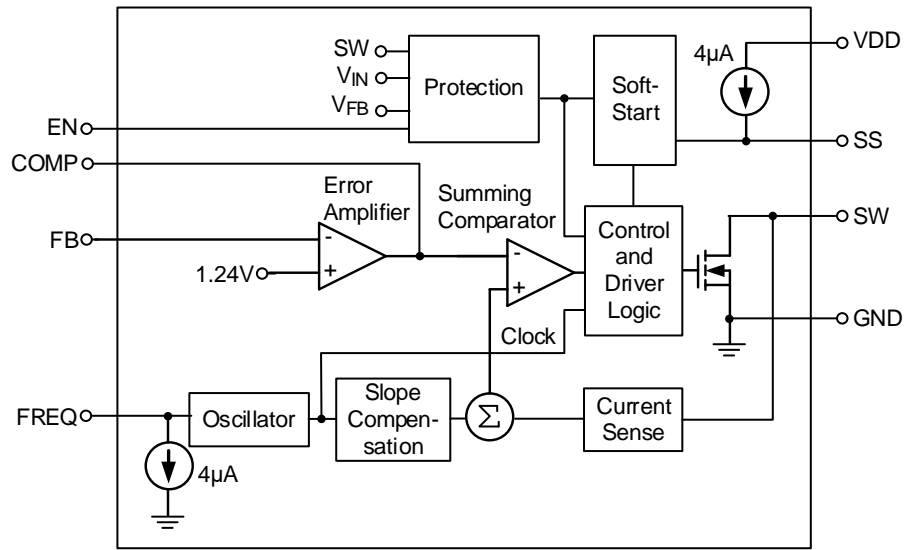 SW
VIN
VFB
Protection
Soft-
Start
4µA
VDD
EN
COMP
SS
Error
Amplifier
Summing
Comparator
FB
-
+
1.24V
-
+
Control
and
Driver
Logic
SW
GND
Clock
FREQ
Oscillator
Slope
Compen-
sation
Σ
Current
Sense
4µA